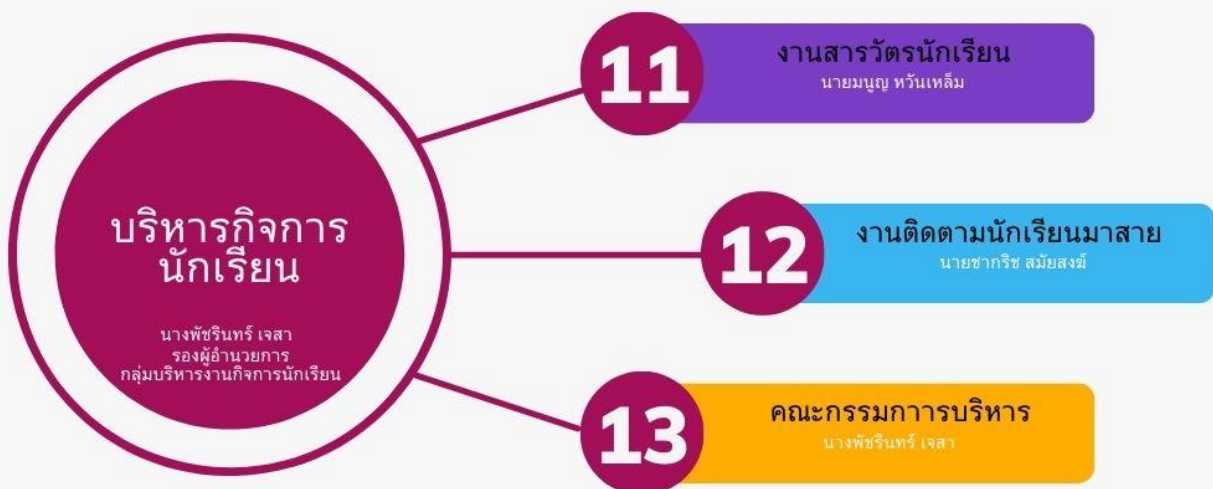 บริหารกิจการ
นักเรียน
นางพัชรินทร์ เจสา
รองผู้อำนวยการ
กลุ่มบริหารงานกิจการนักเรียน
11
งานสารวัตรนักเรียน
นายมนูญ หวันเหล็ม
12
งานติดตามนักเรียนมาสาย
นายชากริช สมัยสงฆ์
13
คณะกรรมกาารบริหาร
นางพัชรินทร์ เจสา